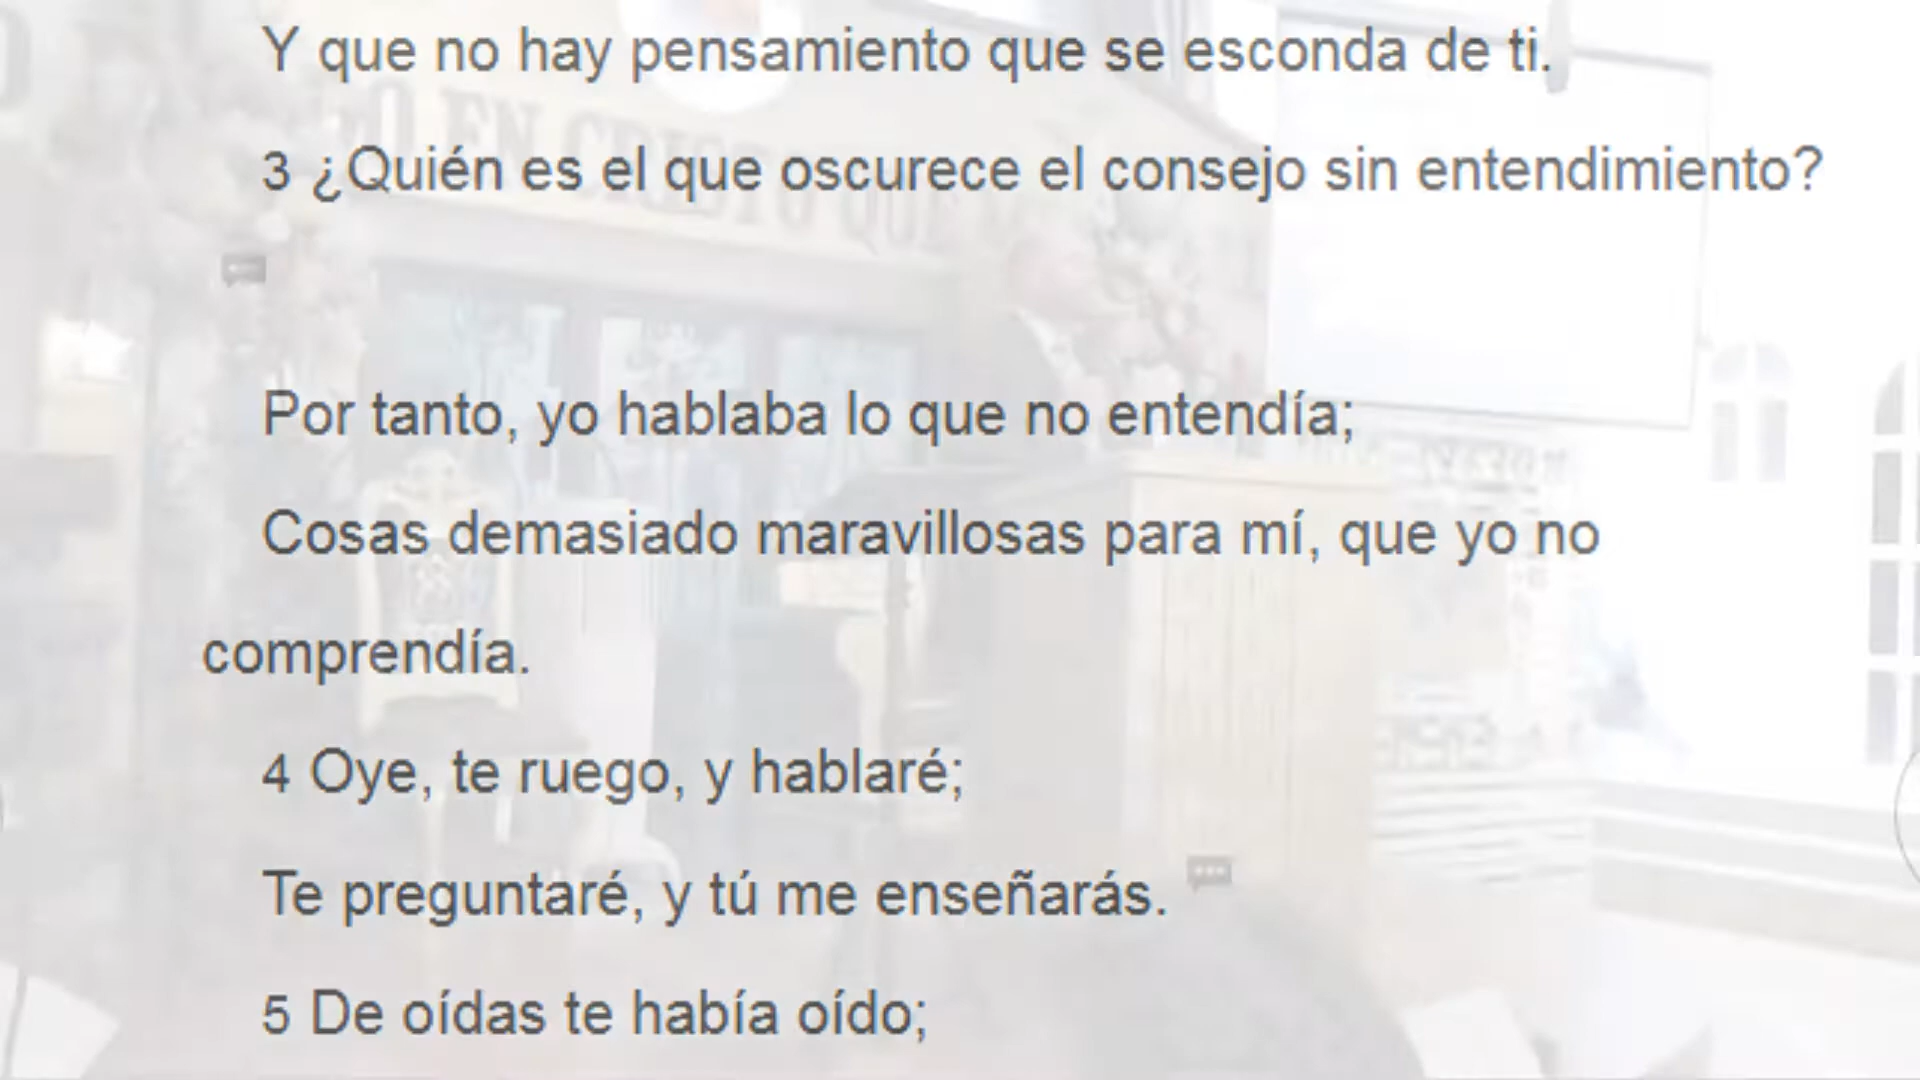 Y que no hay pensamiento que se esconda de ti.
3 ¿Quién es el que oscurece el consejo sin entendimiento?
Por tanto, yo hablaba lo que no entendía;
Cosas demasiado maravillosas para mí, que yo no
comprendía.
4 Oye, te ruego, y hablaré;
Te preguntaré, y tú me enseñarás.
5 De oídas te había oído;
EN CRISTO